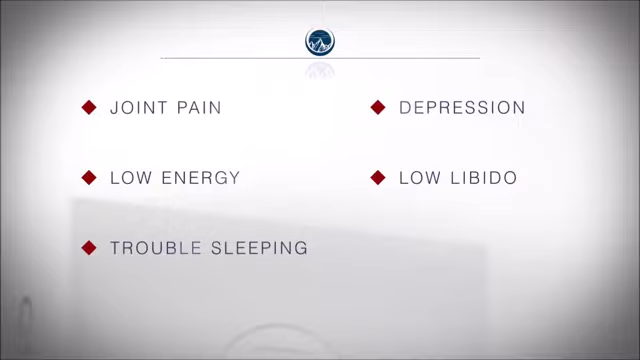 JOINT PAIN
DEPRESSION
LOW ENERGY
LOW LIBIDO
TROUBLE SLEEPING